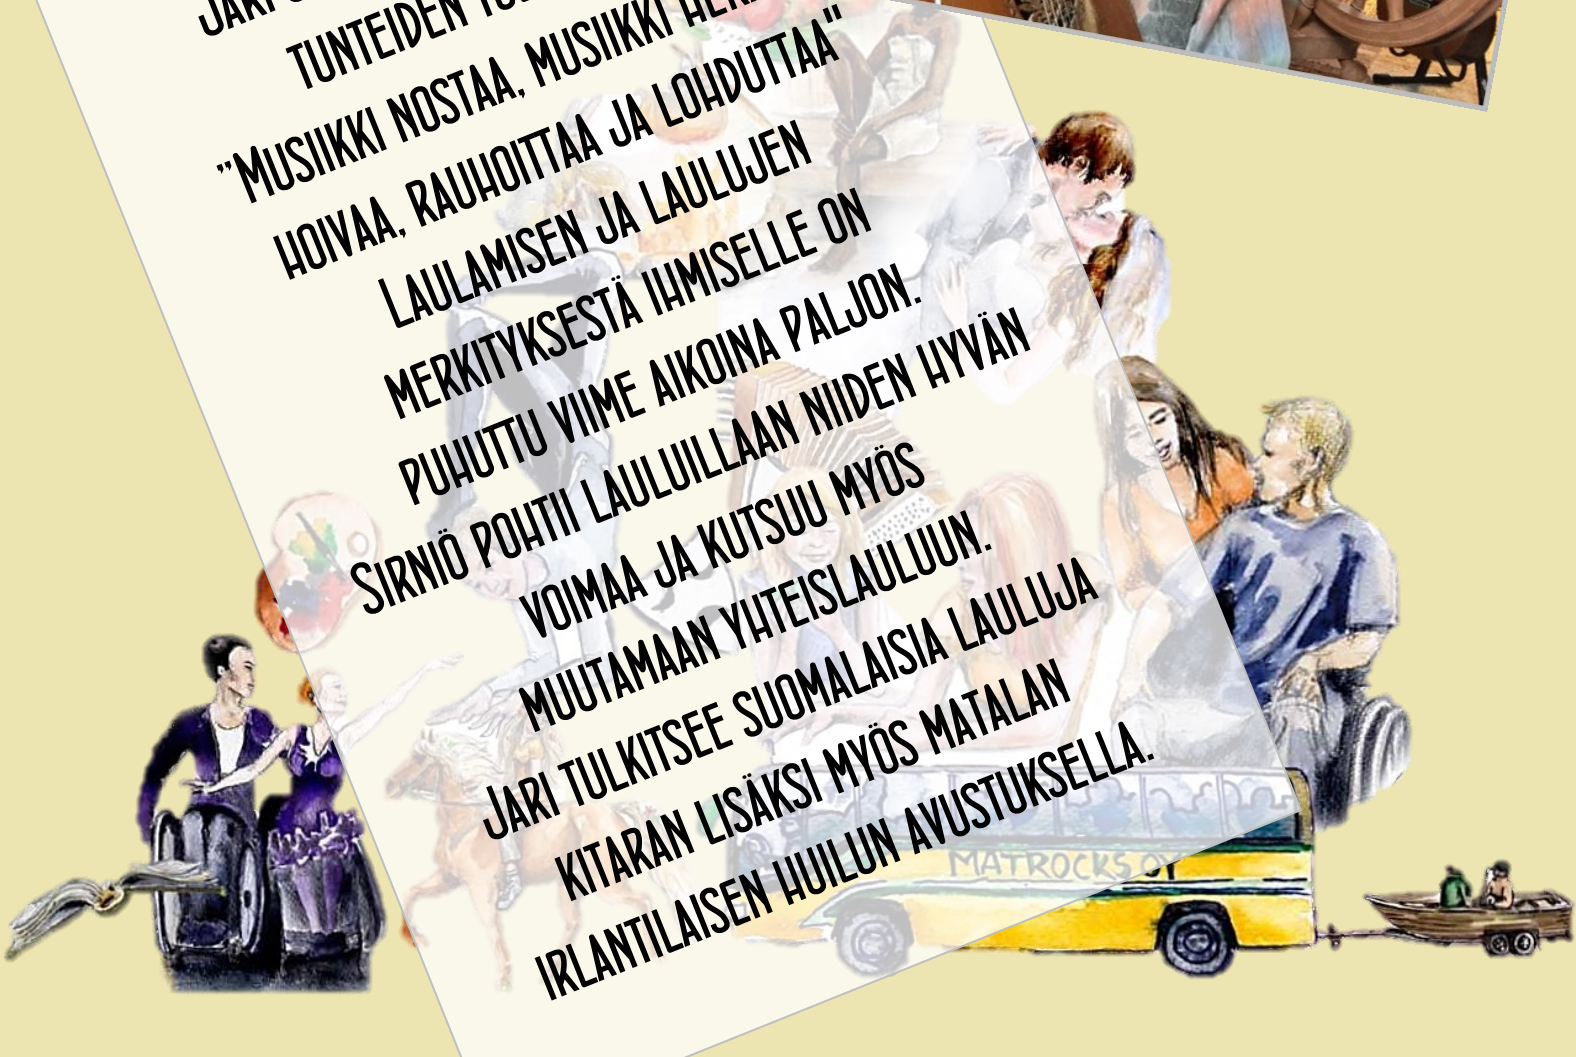 TUNTEIDEN
"MUSIIKKI NOSTAA, MUSIIKKI
HOIVAA, RAUHOITTAA JA LOHDUTTAA"
LAULAMISEN JA LAULUJEN
MERKITYKSESTÄ IHMISELLE ON
PUHUTTU VIIME AIKOINA PALJON.
SIRNIÖ POHTII LAULUILLAAN NIIDEN HYVÄN
VOIMAA JA KUTSUU MYÖS
MUUTAMAAN YHTEISLAULUUN.
JARI TULKITSEE SUOMALAISIA LAULUJA
KITARAN LISÄKSI MYÖS MATALAN
IRLANTILAISEN HUILUN AVUSTUKSELLA.
MATROCKS OY